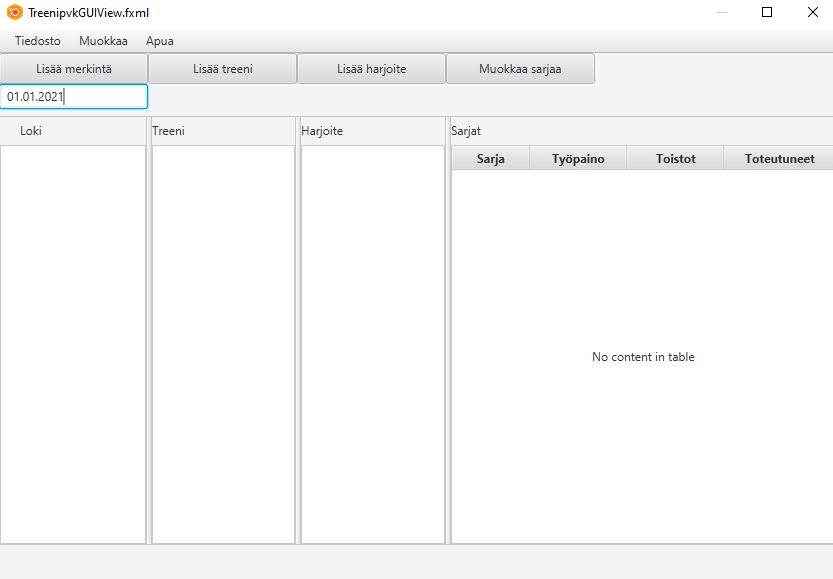 TreenipvkGUIView.fxml
Tiedosto Muokkaa Apua
Lisää merkintä Lisää treeni Lisää harjoite Muokkaa sarjaa
01.01.2021
Loki Treeni Harjoite Sarjat
Sarja Työpaino Toistot Toteutuneet
No content in table